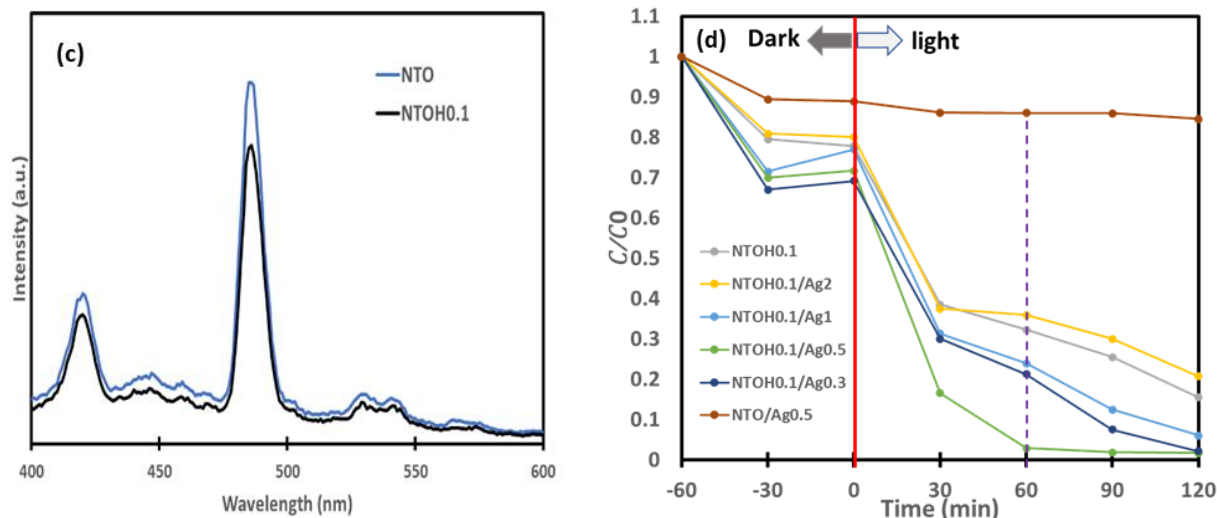 (c)
NTO
NTOH0.1
Intensity (a.u.)
400 450 500 550 600
Wavelength (nm)
(d)
Dark light
1.1
1
0.9
0.8
0.7
0.6
0.5
0.4
0.3
0.2
0.1
0
C/C0
NTOH0.1
NTOH0.1/Ag2
NTOH0.1/Ag1
NTOH0.1/Ag0.5
NTOH0.1/Ag0.3
NTO/Ag0.5
-60 -30 0 30 60 90 120
Time (min)